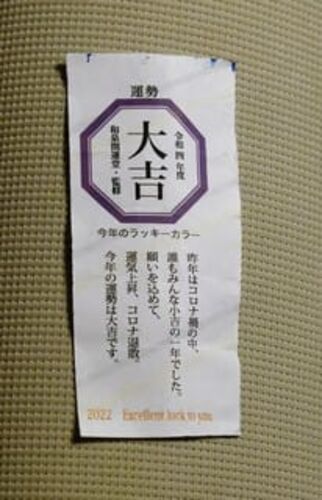 運勢
令和四年度
大吉
和泉開運堂・監修
今年のラッキーカラー
昨年はコロナ禍の中、
誰もみんな小吉の一年でした。
願いを込めて、
運気上昇、コロナ退散。
今年の運勢は大吉です。
2022 Excellent luck to you